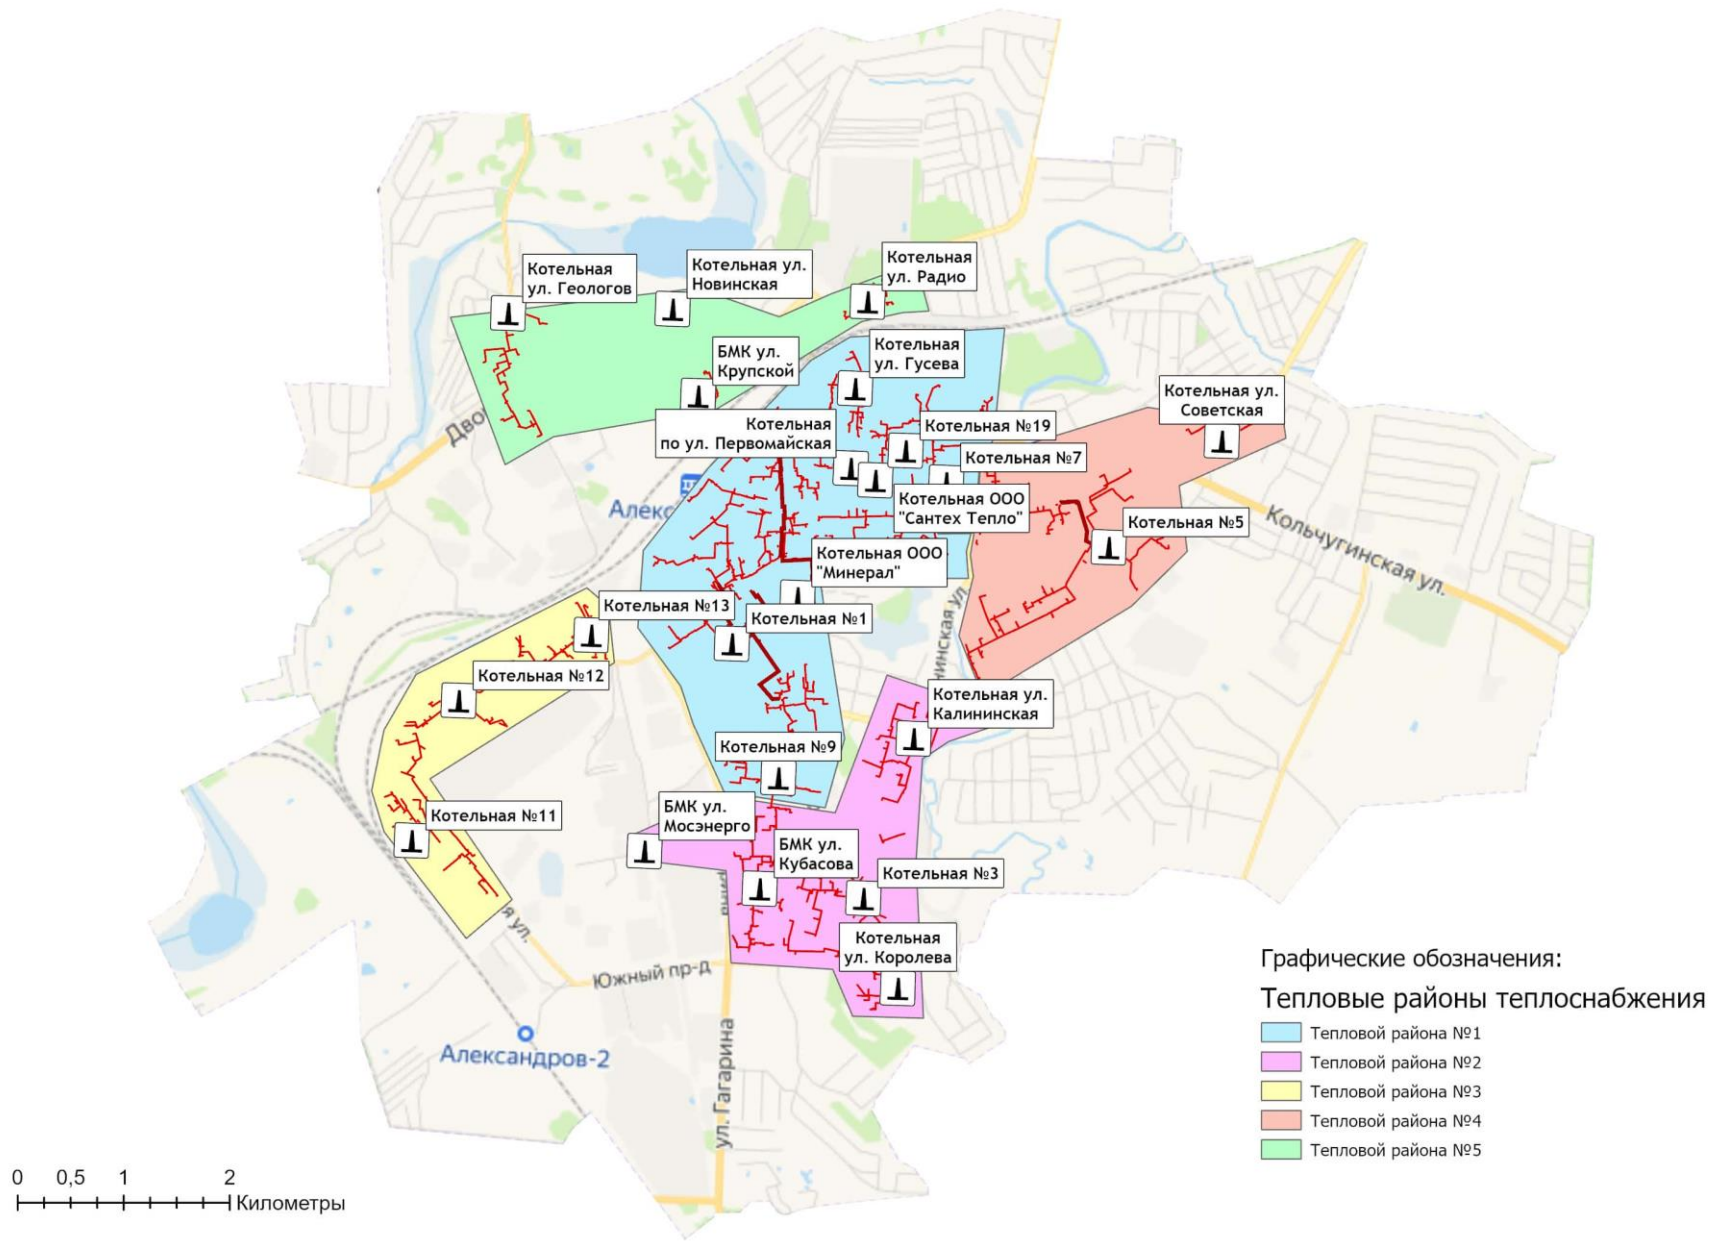 Котельная
ул. Геологов
Котельная ул.
Новинская
Котельная
ул. Радио
БМК ул.
Крупской
Котельная
ул. Гусева
Котельная ул.
Советская
Котельная
по ул. Первомайская
Котельная №19
Котельная №7
Котельная ООО
"Сантех Тепло"
Котельная №5
Кольчугинская ул.
Котельная ООО
"Минерал"
Котельная №13
Котельная №1
Котельная №12
Котельная ул.
Калининская
Котельная №9
БМК ул.
Мосэнерго
Котельная №11
БМК ул.
Кубасова
Котельная №3
Котельная
ул. Королева
Южный пр-д
Александров-2
ул. Гагарина
Графические обозначения:
Тепловые районы теплоснабжения
Тепловой района №1
Тепловой района №2
Тепловой района №3
Тепловой района №4
Тепловой района №5
0 0,5 1 2
Километры